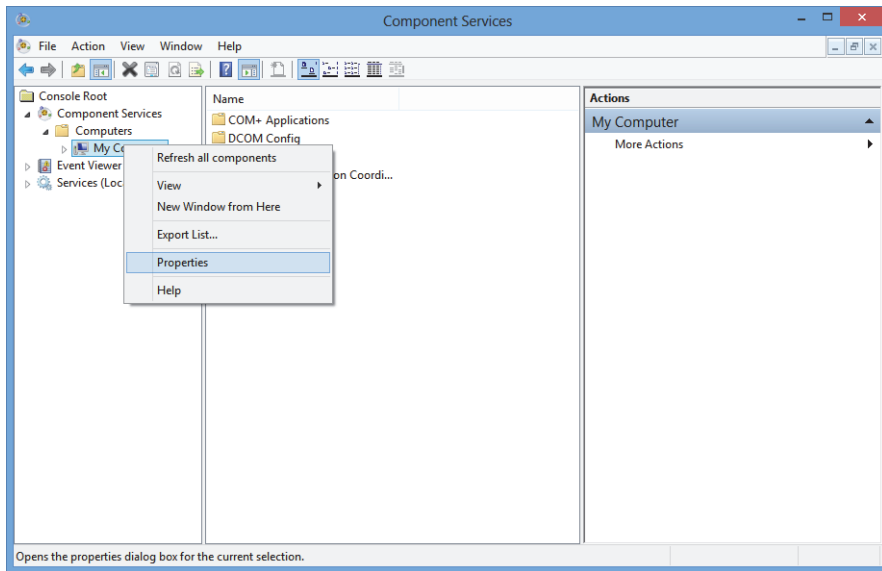 Component Services
File Action View Window Help
Console Root
Component Services
Computers
My Co
Event Viewer
Services (Loc
Name
COM+ Applications
DCOM Config
on Coordi...
Refresh all components
View
New Window from Here
Export List...
Properties
Help
Actions
My Computer
More Actions
Opens the properties dialog box for the current selection.